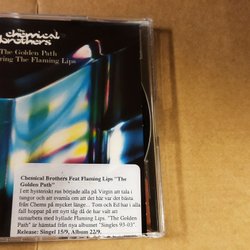 the
chemical
brothers
The Golden Path
ring The Flaming Lips
Chemical Brothers Feat Flaming Lips "The
Golden Path"
I ett hysteriskt rus började alla på Virgin att tala i
tungor och att svamla om att det här var det bästa
från Chems på mycket länge... Tom och Ed har i alla
fall hoppat på ett nytt tåg då de har valt att
samarbeta med hyllade Flaming Lips. "The Golden
Path" är hämtad från nya albumet "Singles 93-03".
Release: Singel 15/9, Album 22/9.